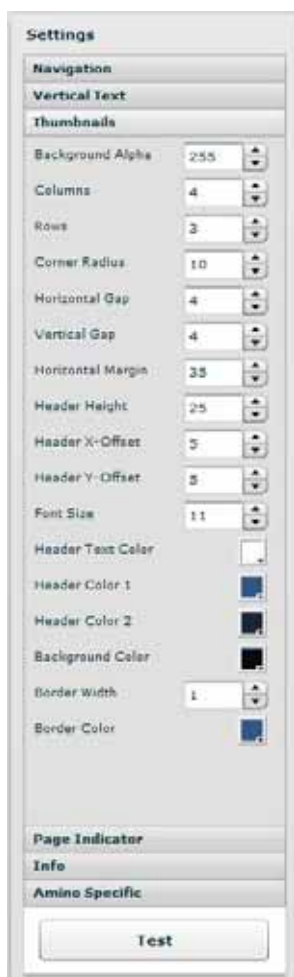 Settings
Navigation
Vertical Text
Thumbnails
Background Alpha 255
Columns 4
Rows 3
Corner Radius 10
Horizontal Gap 4
Vertical Gap 4
Horizontal Margin 35
Header Height 25
Header X-Offset 5
Header Y-Offset 5
Font Size 11
Header Text Color
Header Color 1
Header Color 2
Background Color
Border Width 1
Border Color
Page Indicator
Info
Amino Specific
Test